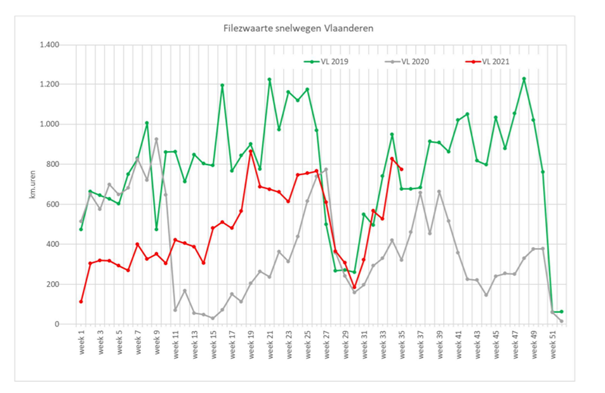 Filezwaarte snelwegen Vlaanderen
1.400
VL 2019 VL 2020 VL 2021
1.200
1.000
800
km.uren
600
400
200
0
week 1 week 3 week 5 week 7 week 9 week 11 week 13 week 15 week 17 week 19 week 21 week 23 week 25 week 27 week 29 week 31 week 33 week 35 week 37 week 39 week 41 week 43 week 45 week 47 week 49 week 51